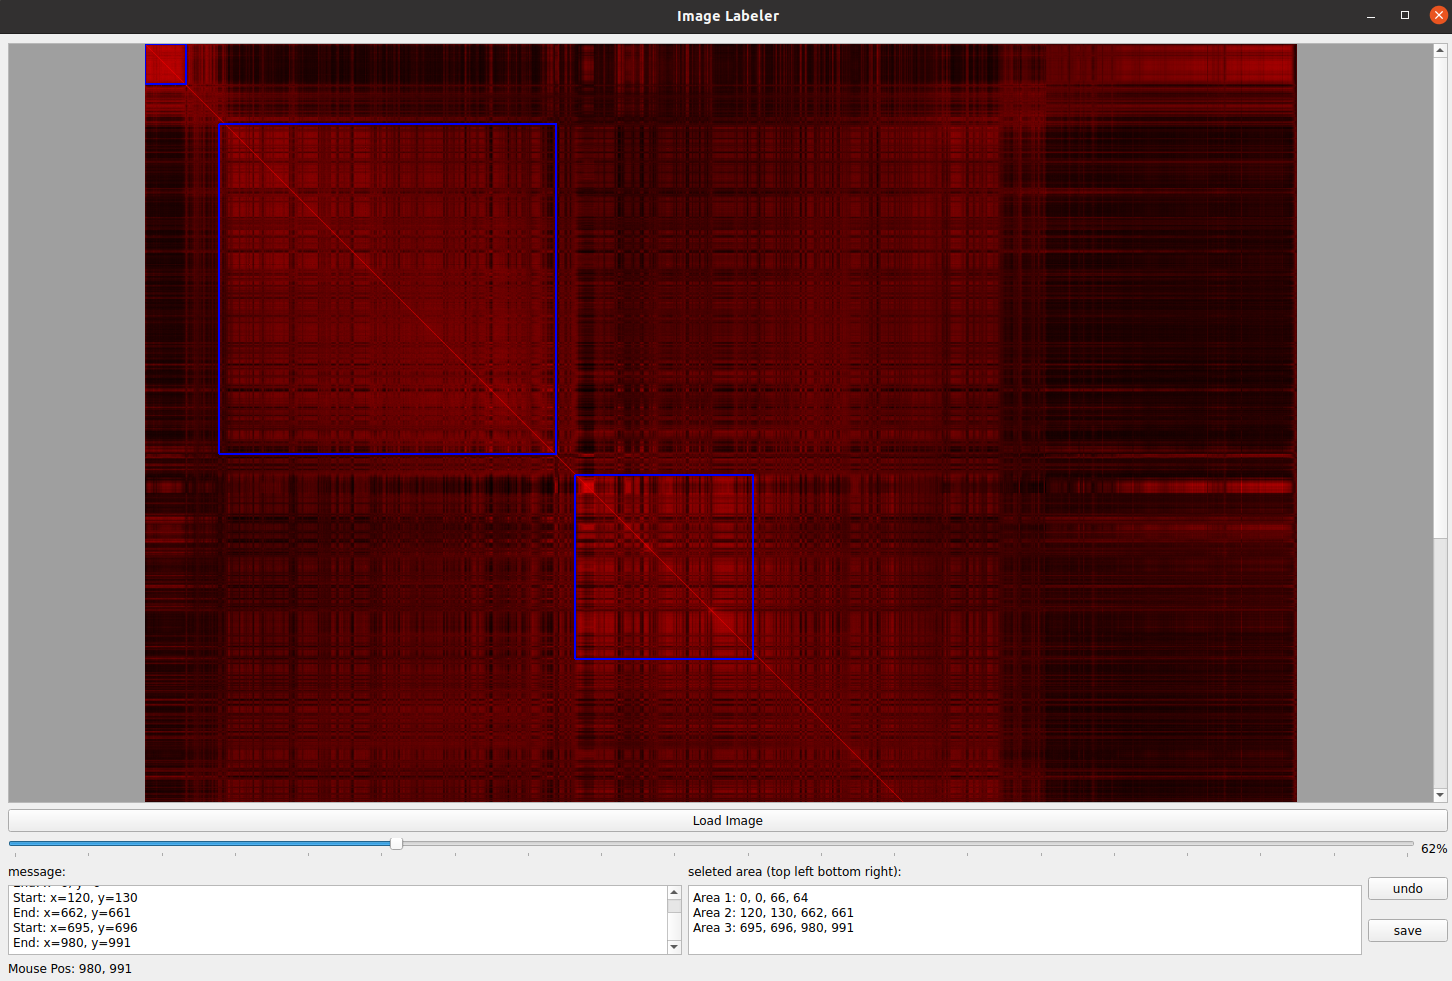 Image Labeler
Load Image
62%
message:
Start: x=120, y=130
End: x=662, y=661
Start: x=695, y=696
End: x=980, y=991
seleted area (top left bottom right):
Area 1: 0, 0, 66, 64
Area 2: 120, 130, 662, 661
Area 3: 695, 696, 980, 991
undo
save
Mouse Pos: 980, 991